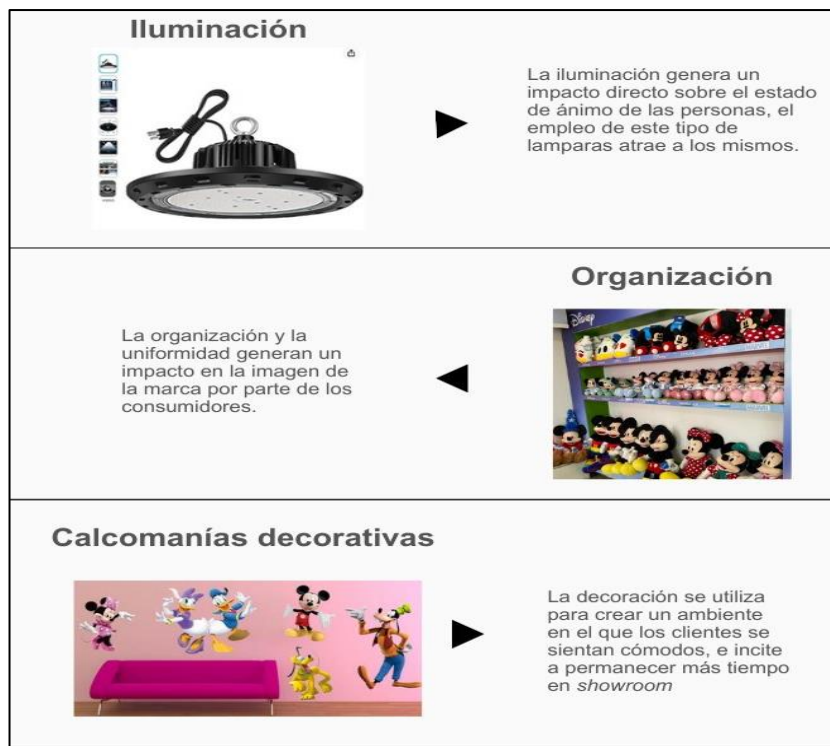 Iluminación
La iluminación genera un
impacto directo sobre el estado
de ánimo de las personas, el
empleo de este tipo de
lamparas atrae a los mismos.
Organización
La organización y la
uniformidad generan un
impacto en la imagen de
la marca por parte de los
consumidores.
Disney
Calcomanías decorativas
La decoración se utiliza
para crear un ambiente
en el que los clientes se
sientan cómodos, e incite
a permanecer más tiempo
en showroom